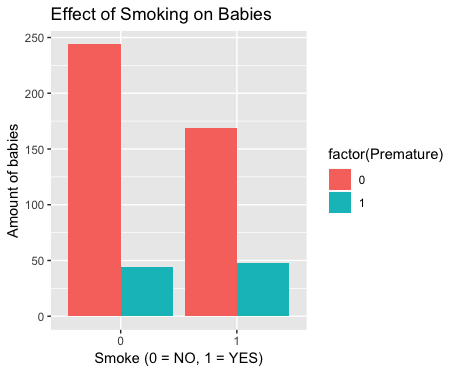 Effect of Smoking on Babies
Amount of babies
250
200
150
100
50
0
0
1
Smoke (0 = NO, 1 = YES)
factor(Premature)
0
1